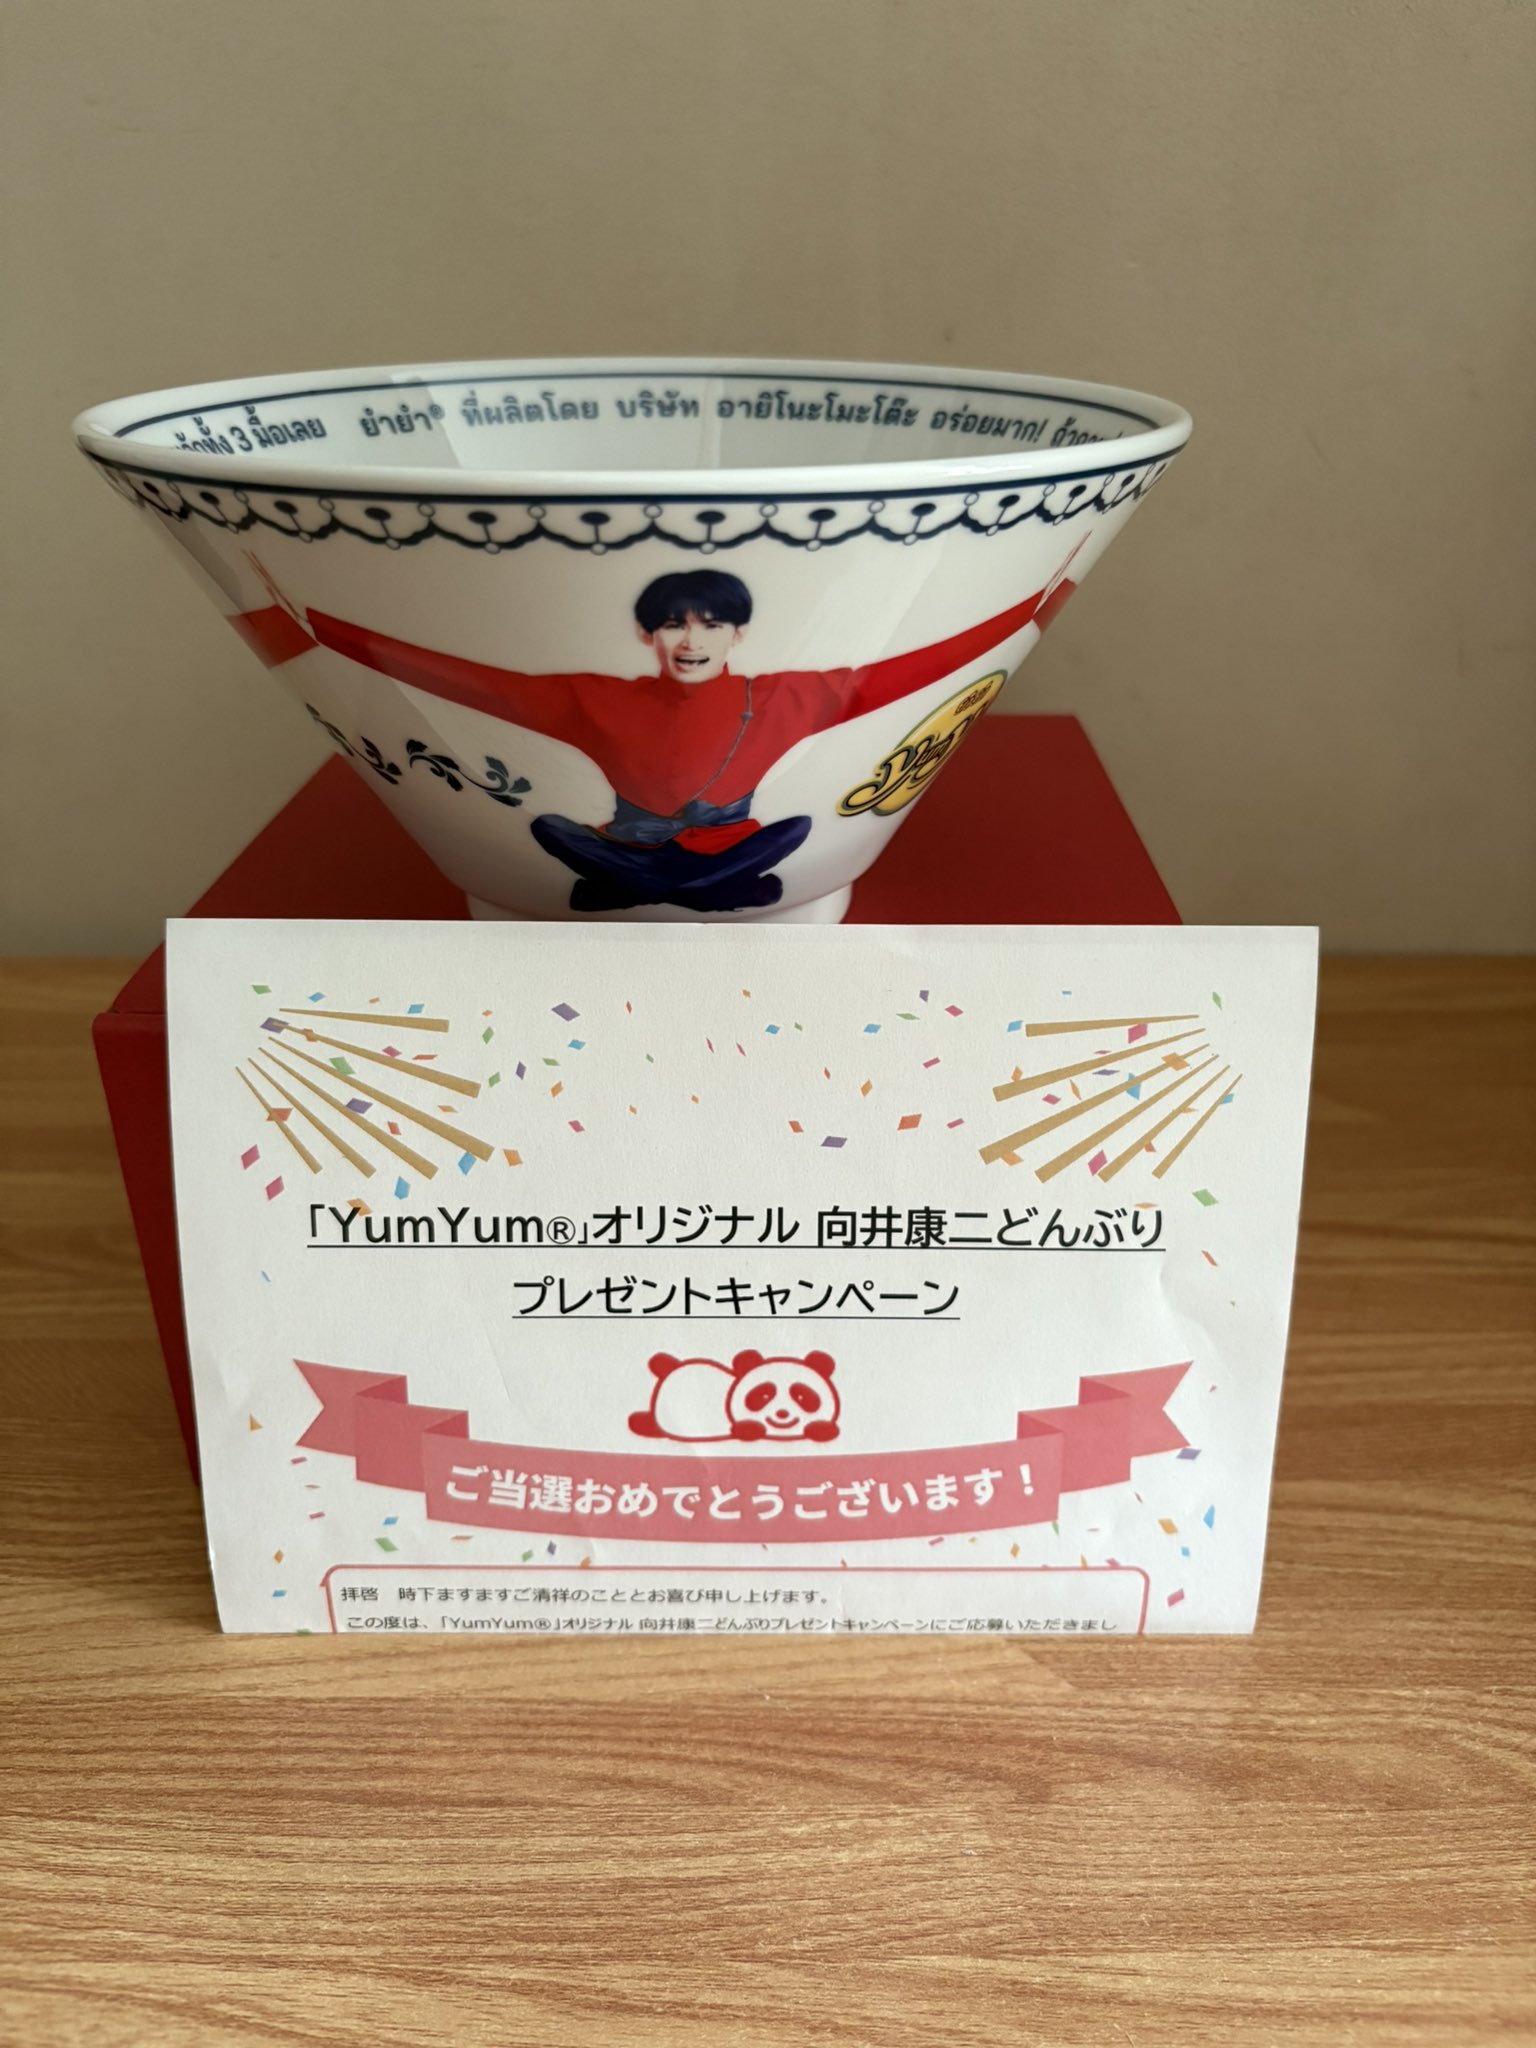 3 มื้อเลย ยำยำ® ที่ผลิตโดย บริษัท อายิโนะโมะโต๊ะ อร่อยมาก!
「YumYum®」オリジナル 向井康二どんぶり
プレゼントキャンペーン
ご当選おめでとうございます！
拝啓　時下ますますご清祥のこととお喜び申し上げます。
この度は、「YumYum®」オリジナル 向井康二どんぶりプレゼントキャンペーンにご応募いただきまし